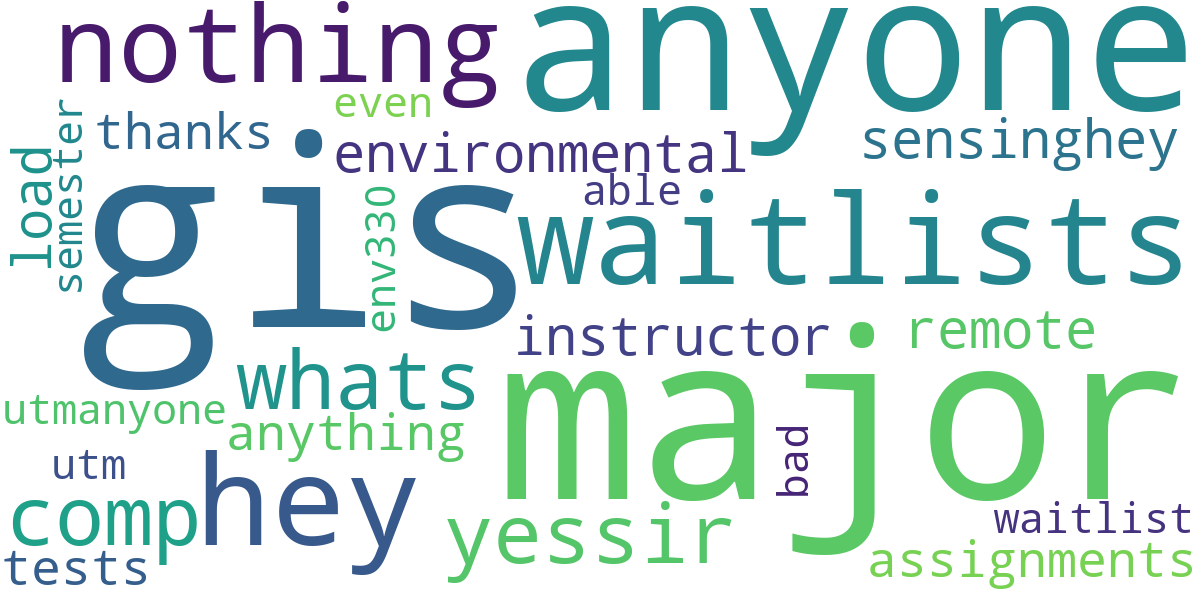 nothing
anyone
even
thanks
sensinghey
environmental
load
semester
able
gis
env330
waitlists
instructor
remote
whats
major
utmanyone
anything
bad
utm
hey
comp
yessir
waitlist
tests
assignments